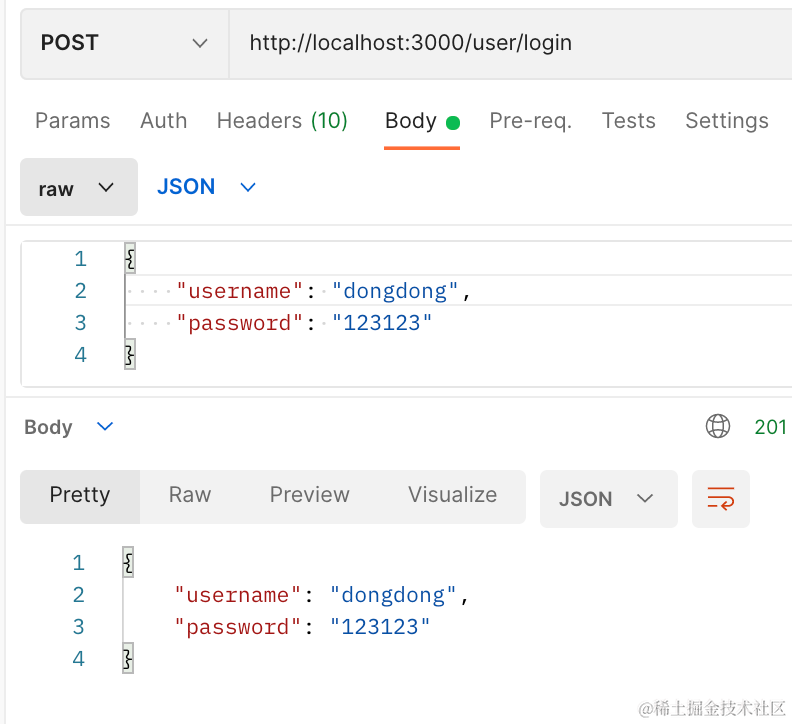 POST http://localhost:3000/user/login
Params Auth Headers (10) Body Pre-req. Tests Settings
raw JSON
1 {
2 "username": "dongdong",
3 "password": "123123"
4 }
Body 201
Pretty Raw Preview Visualize JSON
1 {
2 "username": "dongdong",
3 "password": "123123"
4 }
@稀土掘金技术社区